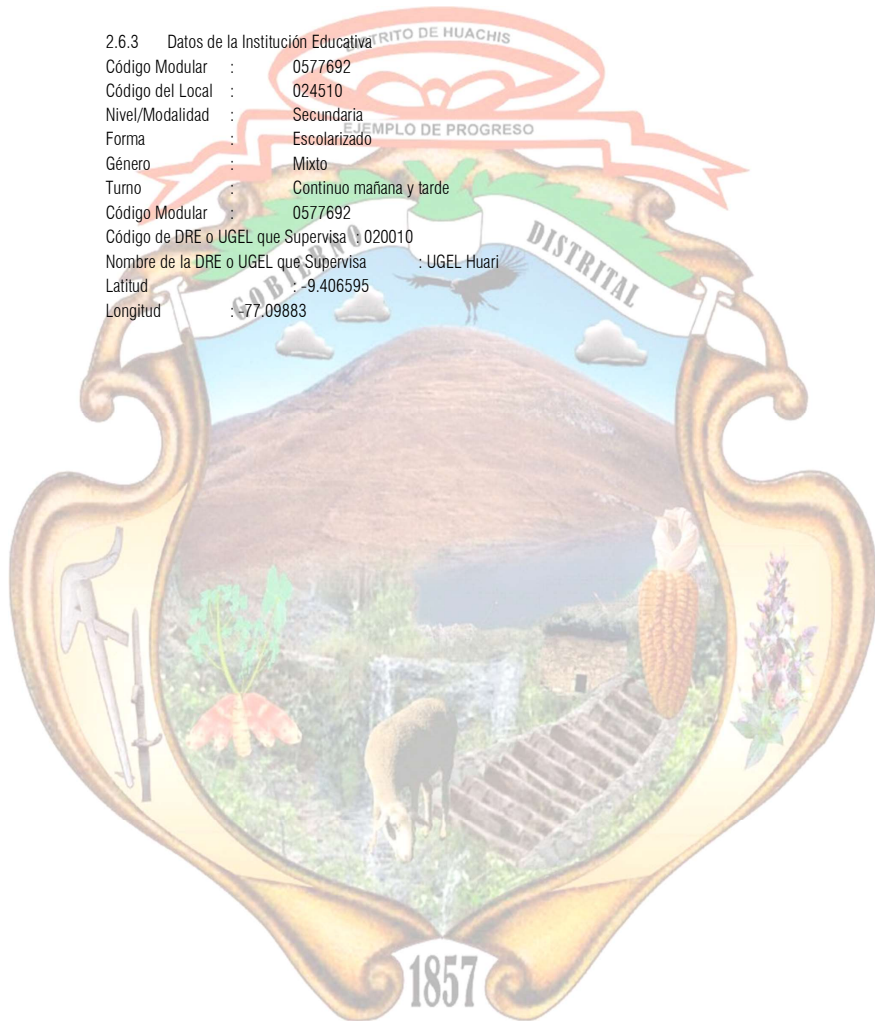 2.6.3 Datos de la Institución Educativa
DISTRITO DE HUACHIS
Código Modular : 0577692
Código del Local : 024510
Nivel/Modalidad : Secundaria
EJEMPLO DE PROGRESO
Forma : Escolarizado
Género : Mixto
Turno : Continuo mañana y tarde
Código Modular : 0577692
Código de DRE o UGEL que Supervisa : 020010
Nombre de la DRE o UGEL que Supervisa : UGEL Huari
Latitud : -9.406595
Longitud : -77.09883
GOBIERNO DISTRITAL
1857